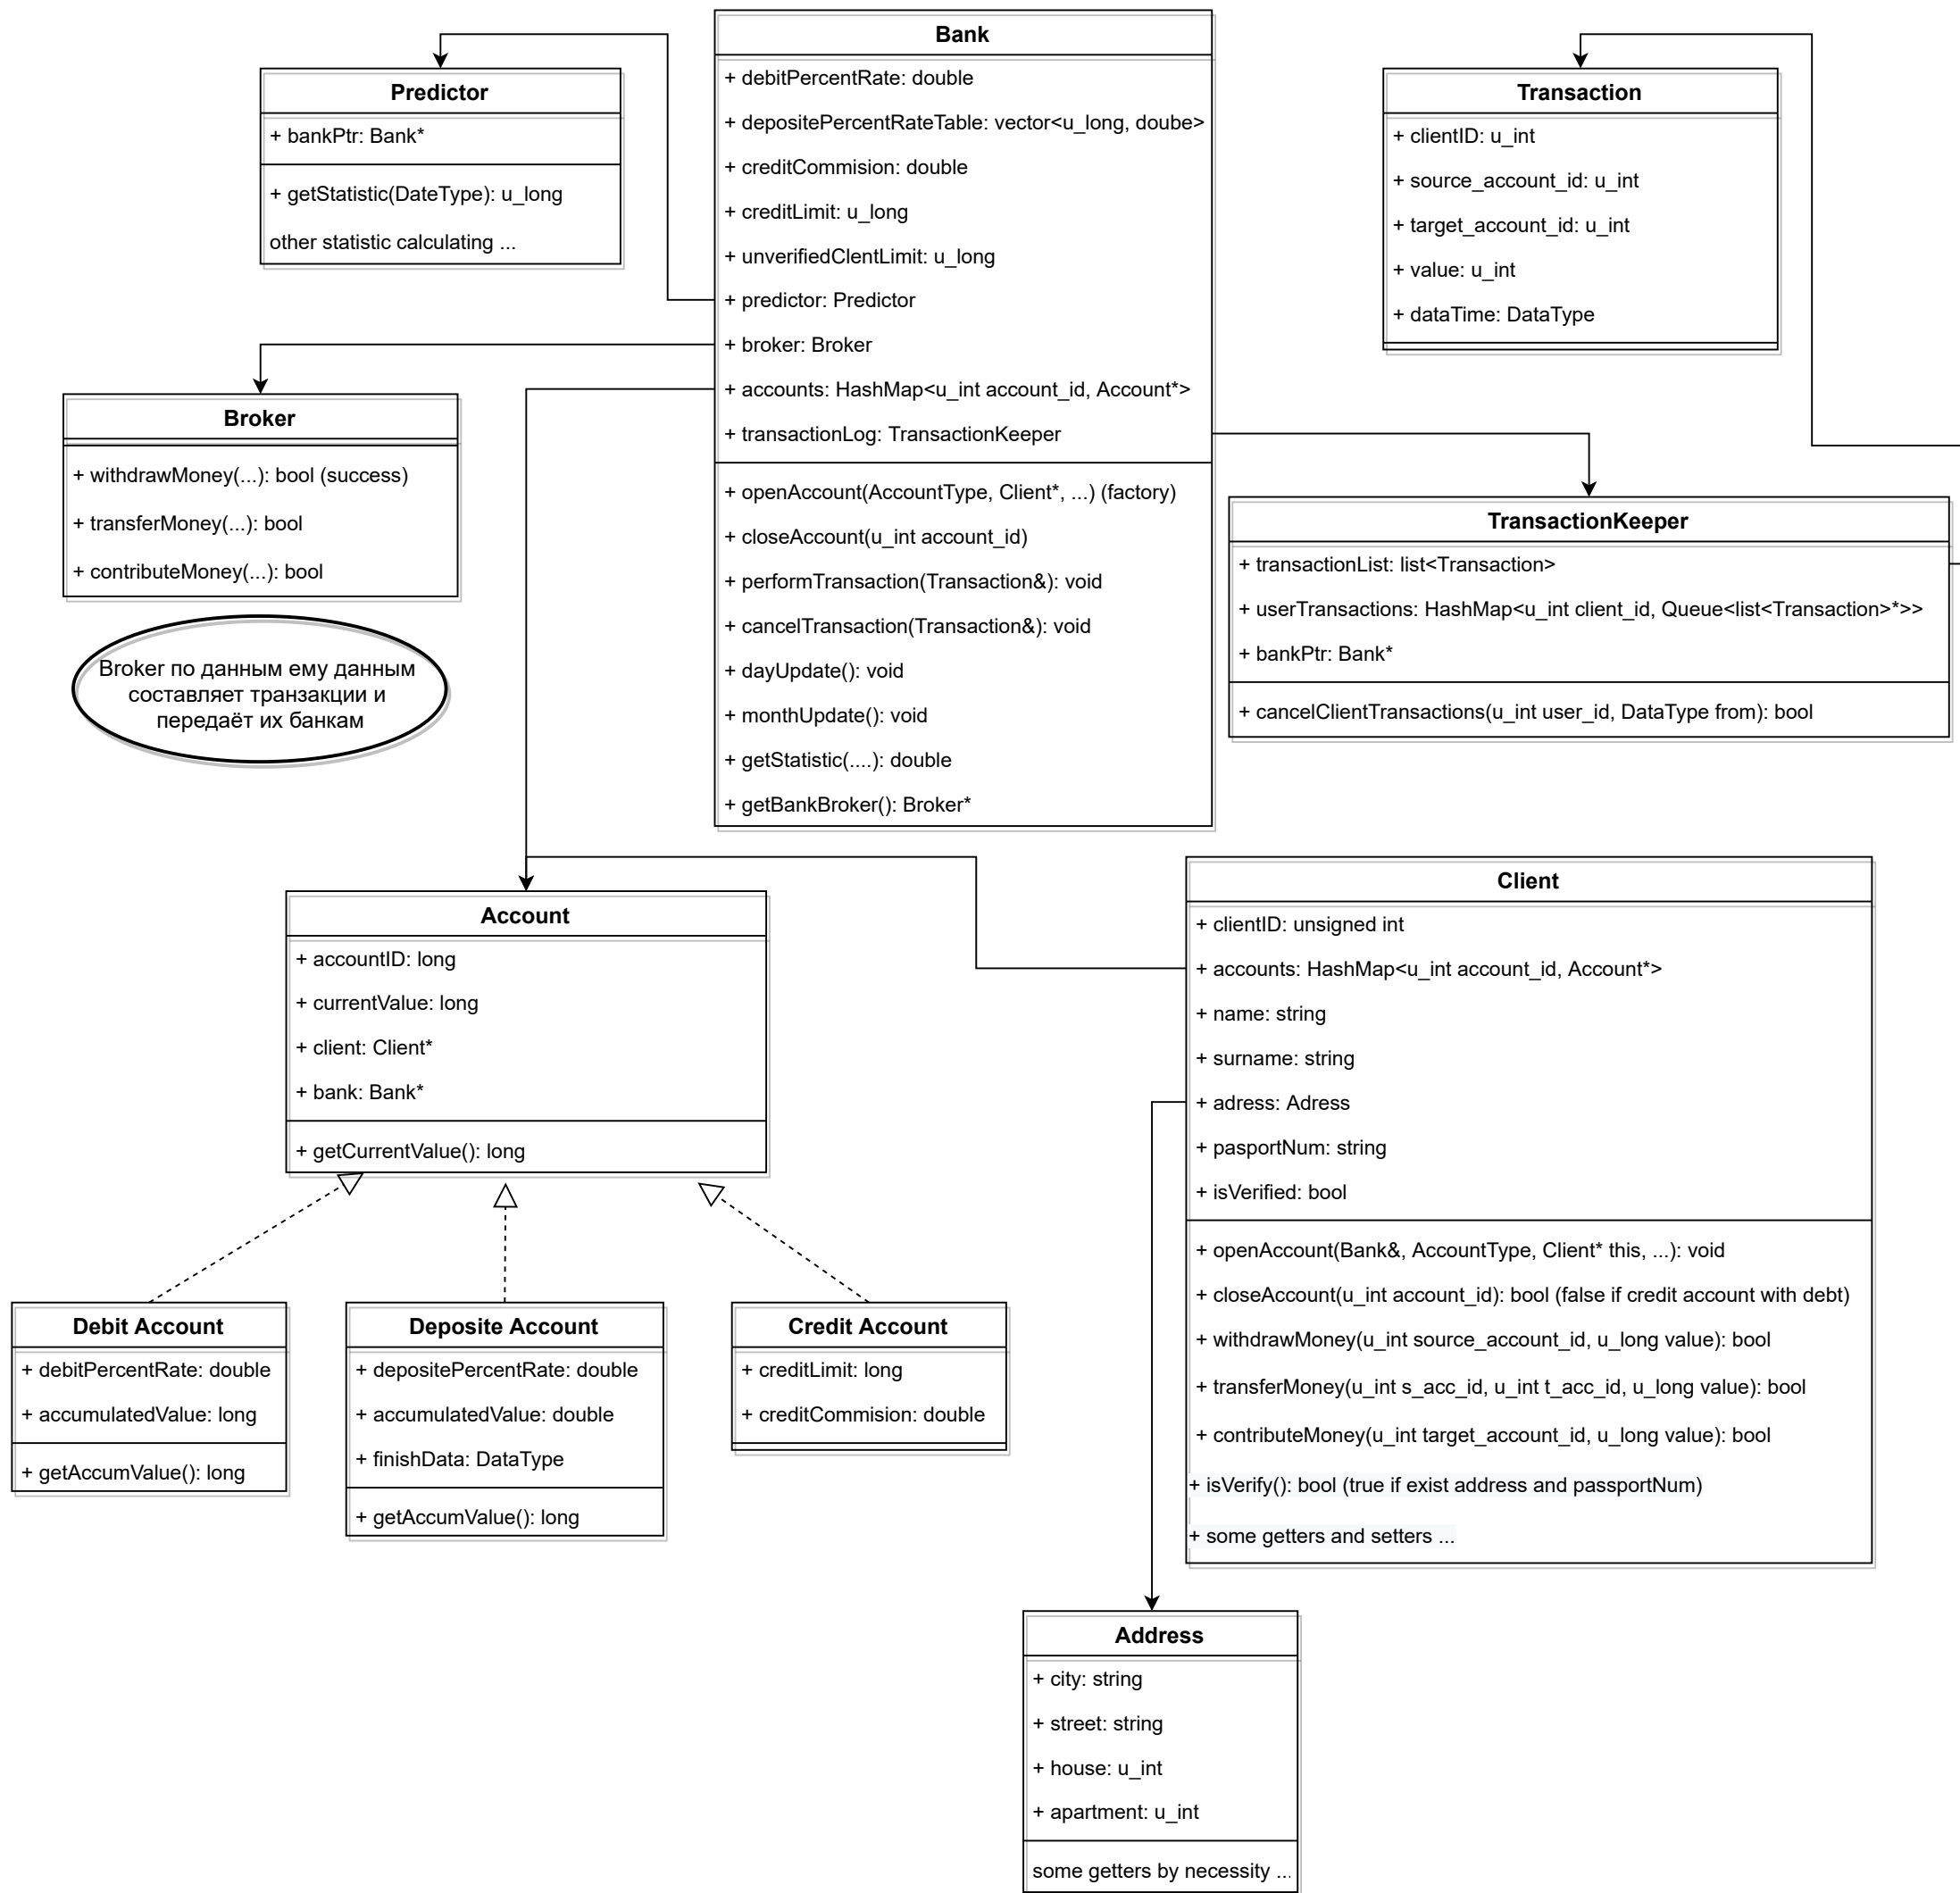 Bank
+ debitPercentRate: double
+ depositePercentRateTable: vector<u_long, doube>
+ creditCommision: double
+ creditLimit: u_long
+ unverifiedClentLimit: u_long
+ predictor: Predictor
+ broker: Broker
+ accounts: HashMap<u_int account_id, Account*>
+ transactionLog: TransactionKeeper
+ openAccount(AccountType, Client*, ...) (factory)
+ closeAccount(u_int account_id)
+ performTransaction(Transaction&): void
+ cancelTransaction(Transaction&): void
+ dayUpdate(): void
+ monthUpdate(): void
+ getStatistic(....): double
+ getBankBroker(): Broker*
Predictor
+ bankPtr: Bank*
+ getStatistic(DateType): u_long
other statistic calculating ...
Transaction
+ clientID: u_int
+ source_account_id: u_int
+ target_account_id: u_int
+ value: u_int
+ dataTime: DataType
Broker
+ withdrawMoney(...): bool (success)
+ transferMoney(...): bool
+ contributeMoney(...): bool
Broker по данным ему данным
составляет транзакции и
передаёт их банкам
TransactionKeeper
+ transactionList: list<Transaction>
+ userTransactions: HashMap<u_int client_id, Queue<list<Transaction>*>>
+ bankPtr: Bank*
+ cancelClientTransactions(u_int user_id, DataType from): bool
Account
+ accountID: long
+ currentValue: long
+ client: Client*
+ bank: Bank*
+ getCurrentValue(): long
Client
+ clientID: unsigned int
+ accounts: HashMap<u_int account_id, Account*>
+ name: string
+ surname: string
+ adress: Adress
+ pasportNum: string
+ isVerified: bool
+ openAccount(Bank&, AccountType, Client* this, ...): void
+ closeAccount(u_int account_id): bool (false if credit account with debt)
+ withdrawMoney(u_int source_account_id, u_long value): bool
+ transferMoney(u_int s_acc_id, u_int t_acc_id, u_long value): bool
+ contributeMoney(u_int target_account_id, u_long value): bool
+ isVerify(): bool (true if exist address and passportNum)
+ some getters and setters ...
Debit Account
+ debitPercentRate: double
+ accumulatedValue: long
+ getAccumValue(): long
Deposite Account
+ depositePercentRate: double
+ accumulatedValue: double
+ finishData: DataType
+ getAccumValue(): long
Credit Account
+ creditLimit: long
+ creditCommision: double
Address
+ city: string
+ street: string
+ house: u_int
+ apartment: u_int
some getters by necessity ...